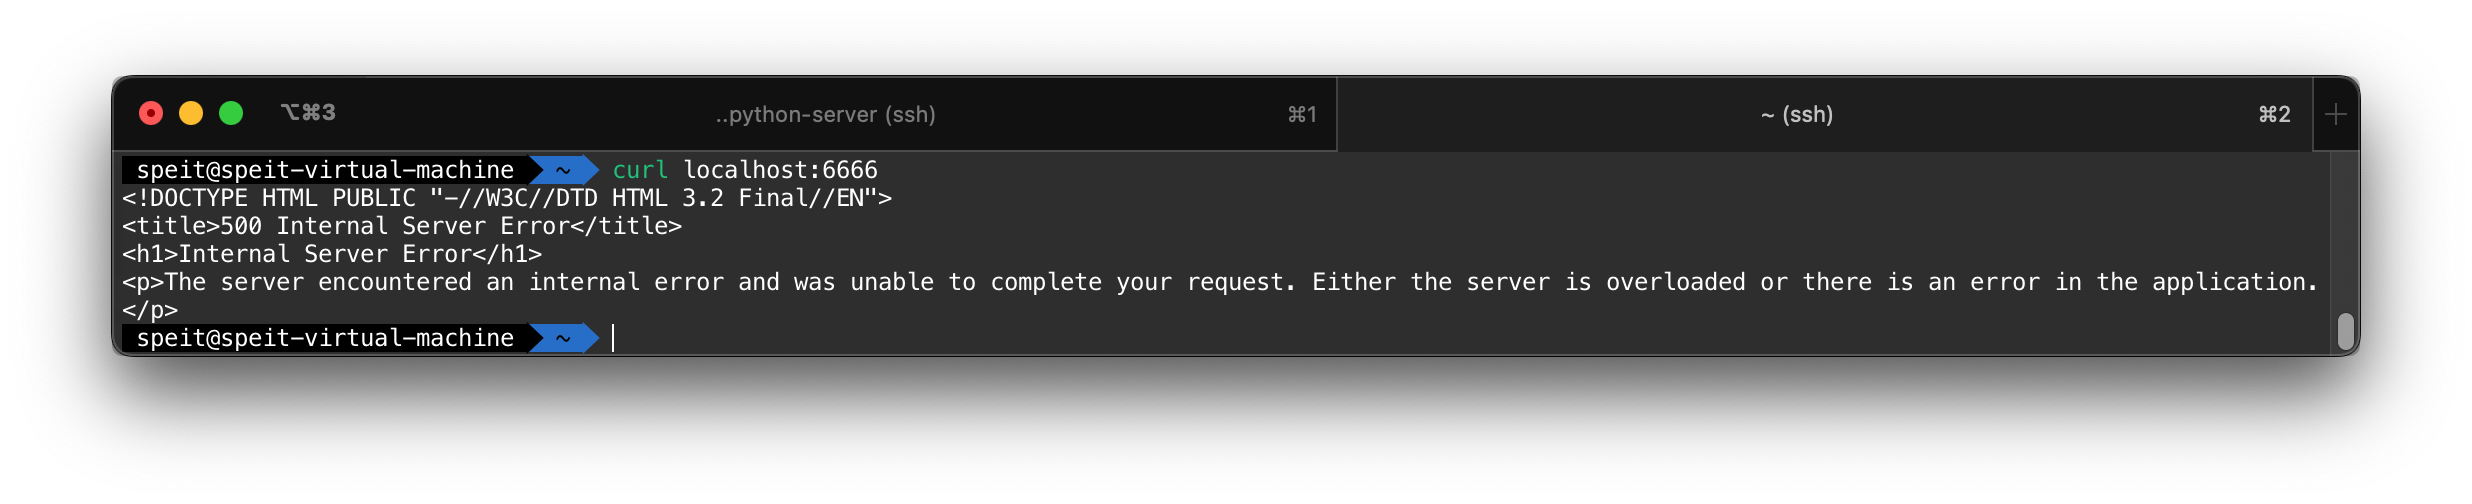 ⌥⌘3
..python-server (ssh)
⌘1
~ (ssh)
⌘2
+
speit@speit-virtual-machine ~ curl localhost:6666
<!DOCTYPE HTML PUBLIC "-//W3C//DTD HTML 3.2 Final//EN">
<title>500 Internal Server Error</title>
<h1>Internal Server Error</h1>
<p>The server encountered an internal error and was unable to complete your request. Either the server is overloaded or there is an error in the application.
</p>
speit@speit-virtual-machine ~